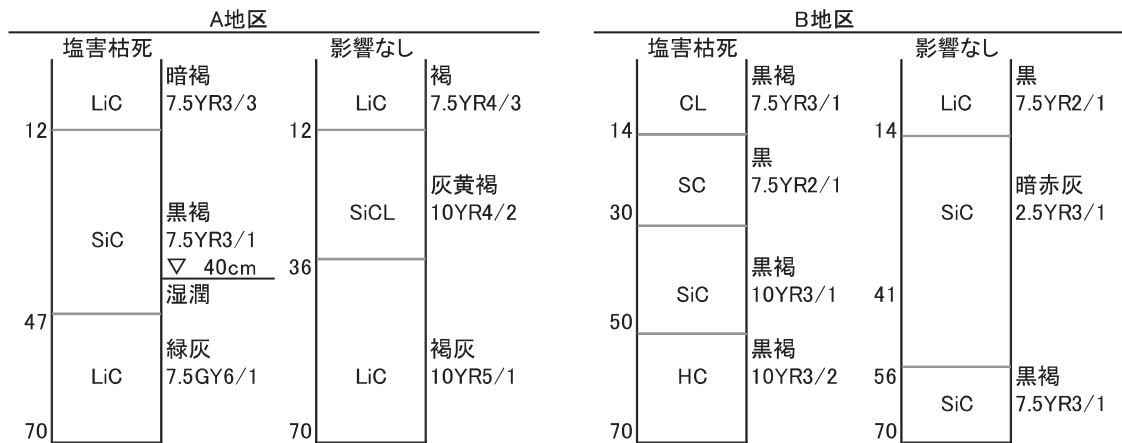 A地区
塩害枯死
LiC
暗褐
7.5YR3/3
12
SiC
黒褐
7.5YR3/1
▽ 40cm
湿潤
47
LiC
緑灰
7.5GY6/1
70
影響なし
LiC
褐
7.5YR4/3
12
SiCL
灰黄褐
10YR4/2
36
LiC
褐灰
10YR5/1
70
B地区
塩害枯死
CL
黒褐
7.5YR3/1
14
SC
黒
7.5YR2/1
30
SiC
黒褐
10YR3/1
50
HC
黒褐
10YR3/2
70
影響なし
LiC
黒
7.5YR2/1
14
SiC
暗赤灰
2.5YR3/1
41
56
SiC
黒褐
7.5YR3/1
70